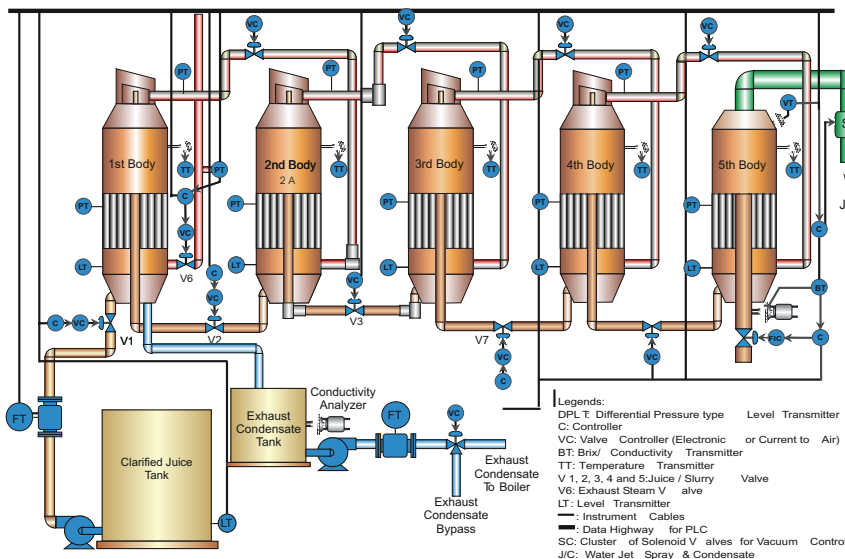 VC
VC
VC
VC
PT
PT
PT
PT
VT
S
1st Body
2nd Body
2 A
3rd Body
4th Body
5th Body
TT
PT
TT
TT
TT
TT
C
PT
PT
PT
PT
PT
VC
C
J
LT
V6
LT
LT
LT
LT
C
VC
VC
BT
C
VC
V1
V2
V3
V7
VC
VC
FIC
C
C
FT
Clarified Juice
Tank
LT
Exhaust
Condensate
Tank
Conductivity
Analyzer
FT
VC
Exhaust
Condensate
To Boiler
Exhaust
Condensate
Bypass
Legends:
DPL T: Differential Pressure type Level Transmitter
C: Controller
VC: Valve Controller (Electronic or Current to Air)
BT: Brix/ Conductivity Transmitter
TT: Temperature Transmitter
V 1, 2, 3, 4 and 5:Juice / Slurry Valve
V6: Exhaust Steam V alve
LT: Level Transmitter
: Instrument Cables
: Data Highway for PLC
SC: Cluster of Solenoid V alves for Vacuum Control
J/C: Water Jet Spray & Condensate